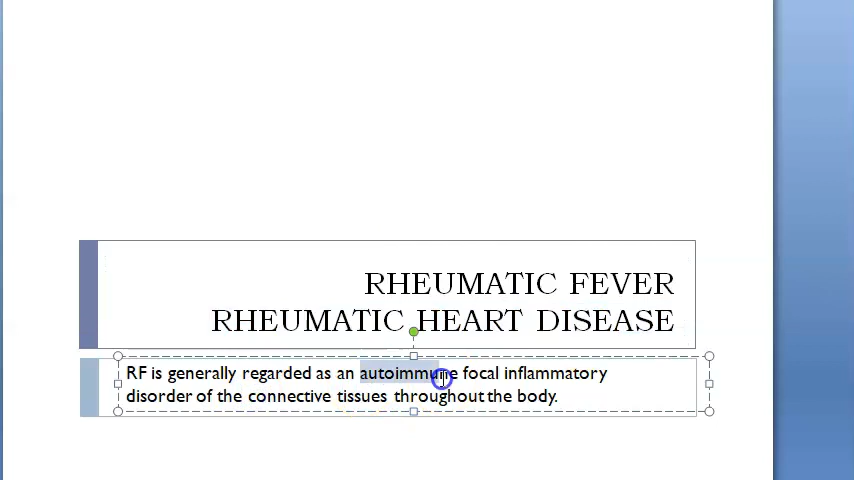 RHEUMATIC FEVER
RHEUMATIC HEART DISEASE
RF is generally regarded as an autoimmune focal inflammatory
disorder of the connective tissues throughout the body.